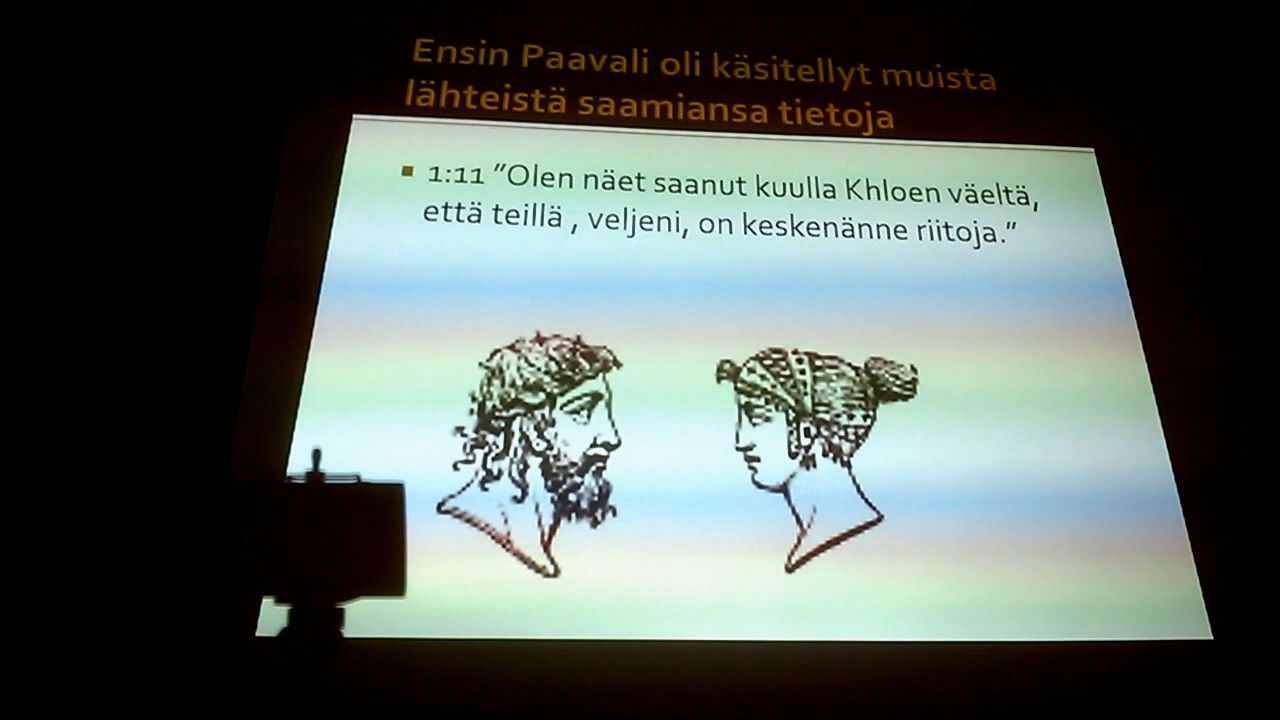 Ensin Paavali oli käsitellyt muista
lähteistä saamiansa tietoja
1:11 ”Olen näet saanut kuulla Khloen väeltä,
että teillä , veljeni, on keskenänne riitoja.”